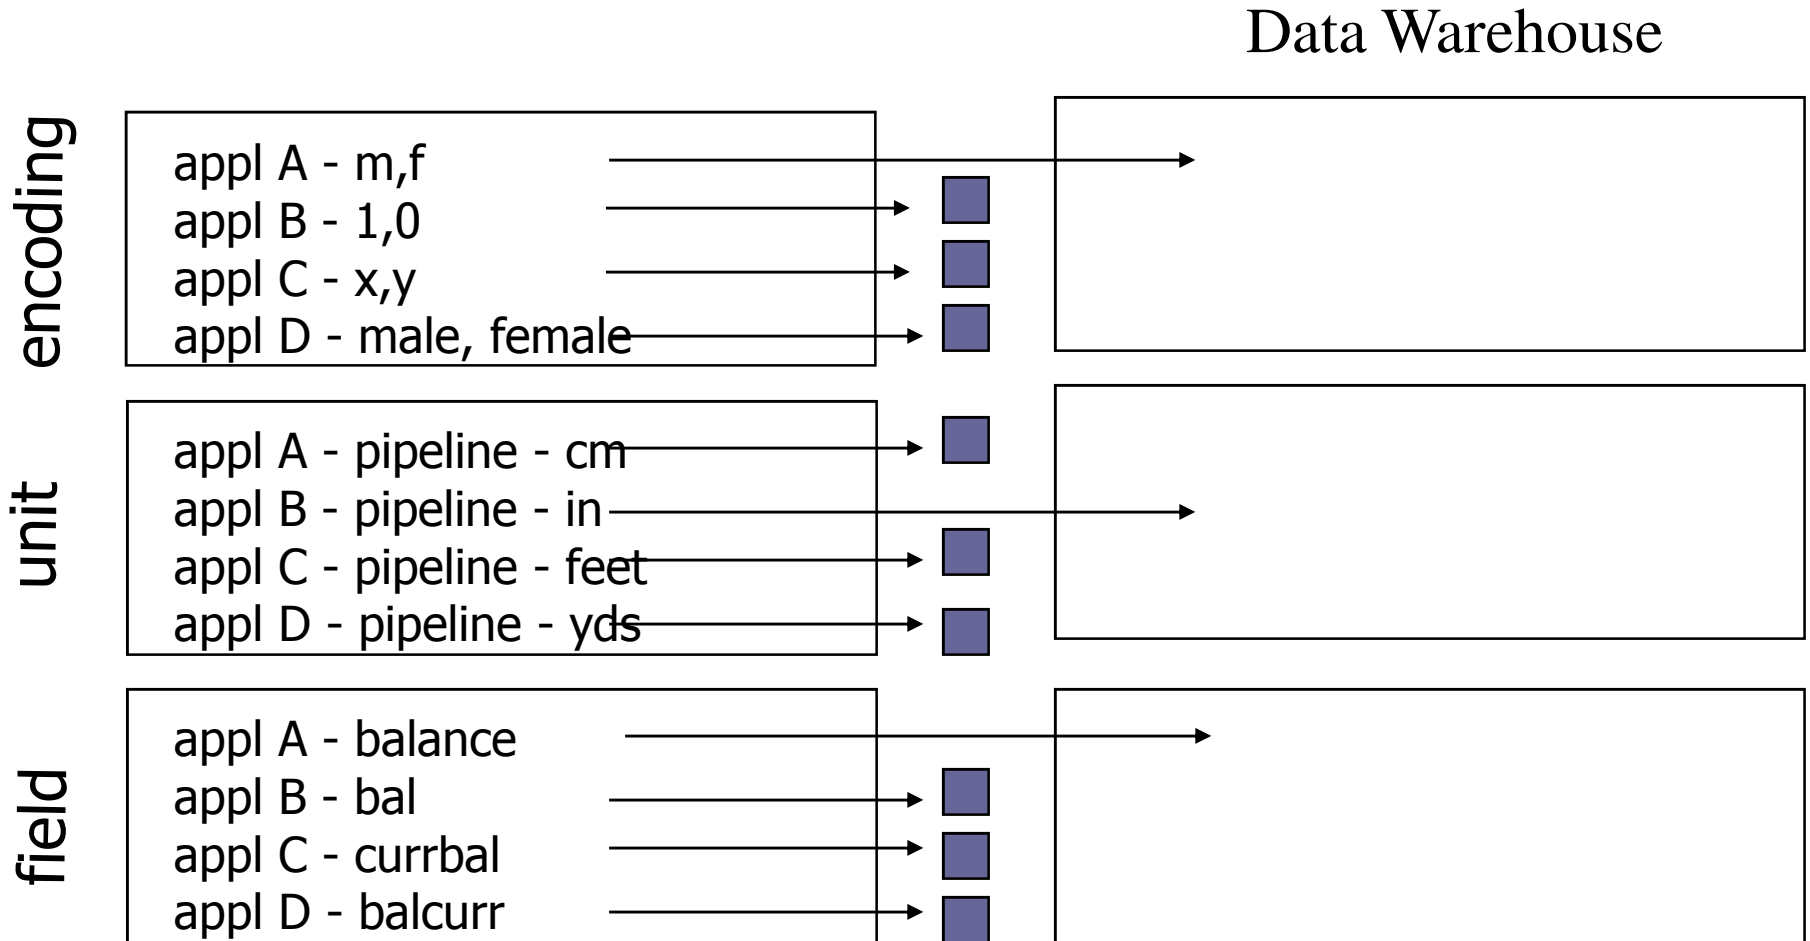 Data Warehouse
encoding
appl A - m,f
appl B - 1,0
appl C - x,y
appl D - male, female
unit
appl A - pipeline - cm
appl B - pipeline - in
appl C - pipeline - feet
appl D - pipeline - yds
field
appl A - balance
appl B - bal
appl C - currbal
appl D - balcurr